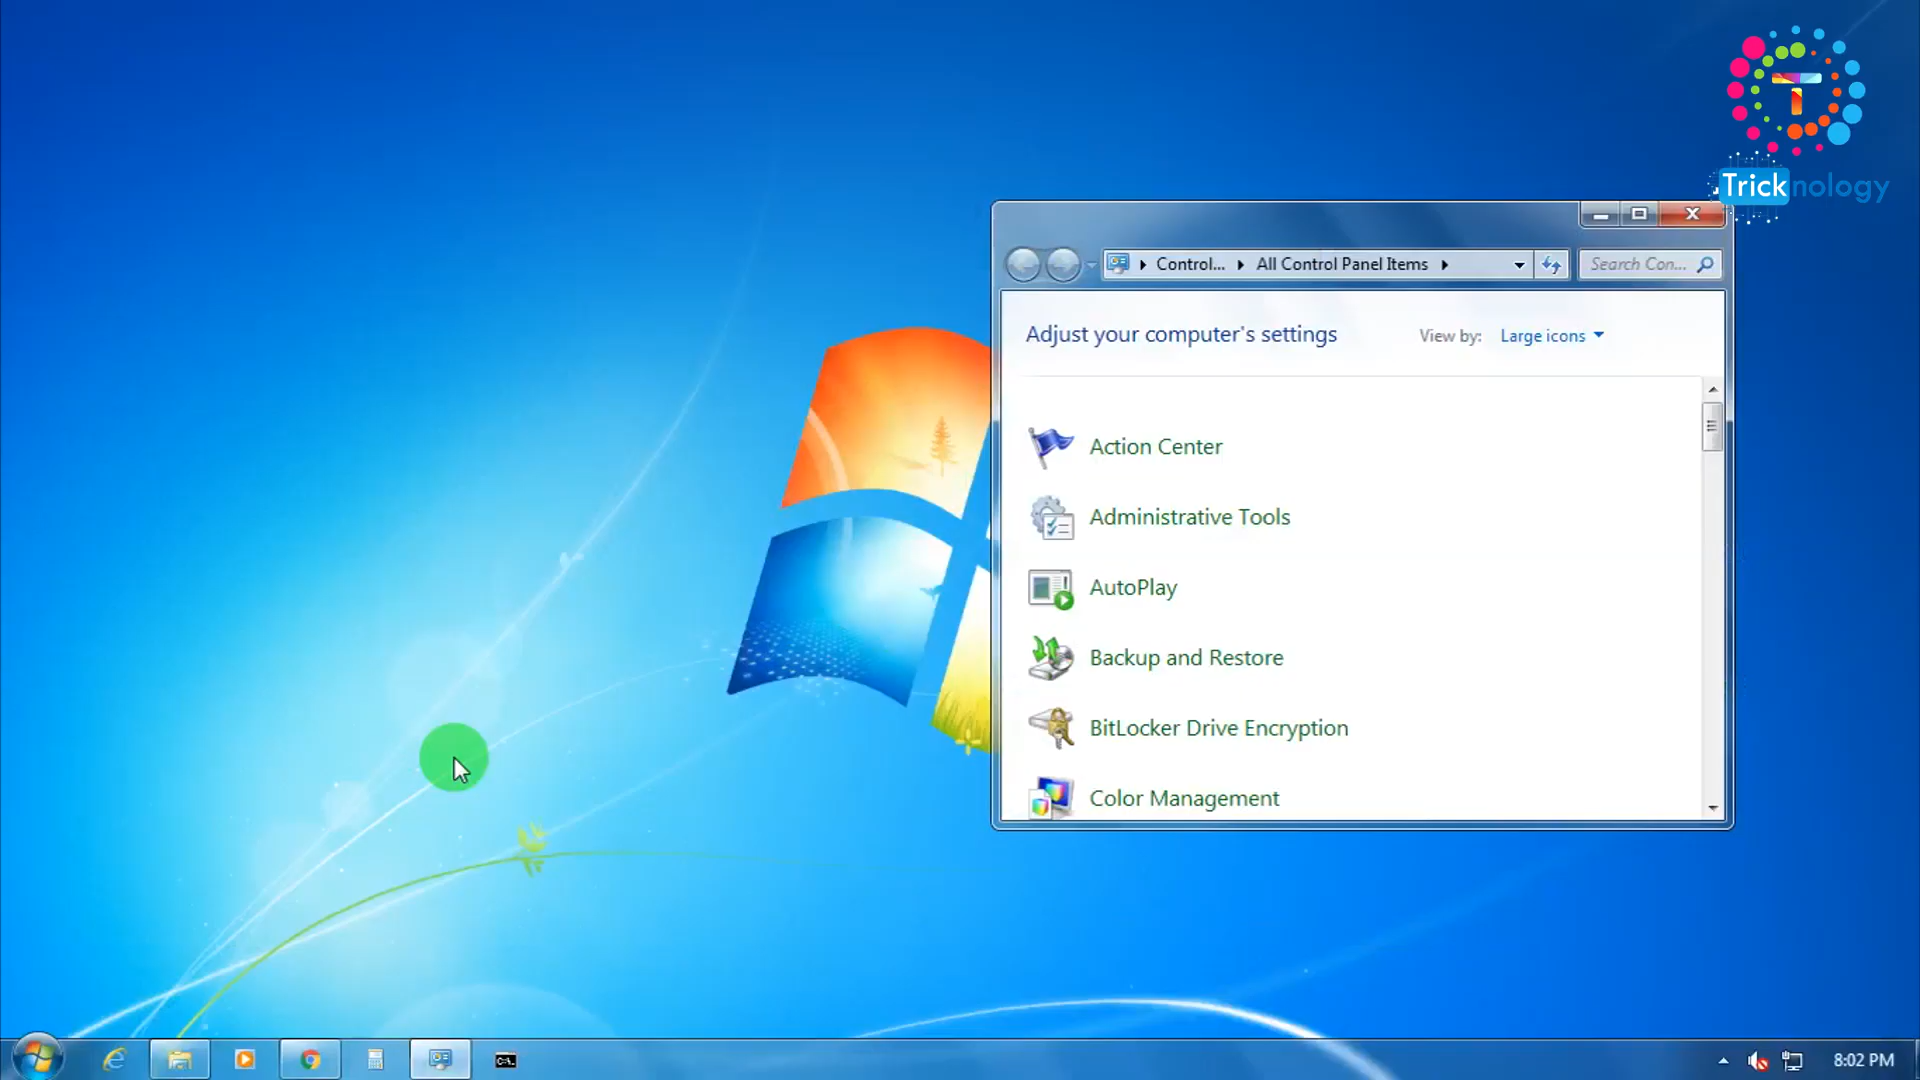 T
Tricknology
Control...
All Control Panel Items
Search Con...
Adjust your computer's settings
View by:
Large icons
Action Center
Administrative Tools
AutoPlay
Backup and Restore
BitLocker Drive Encryption
Color Management
C:\.
8:02 PM